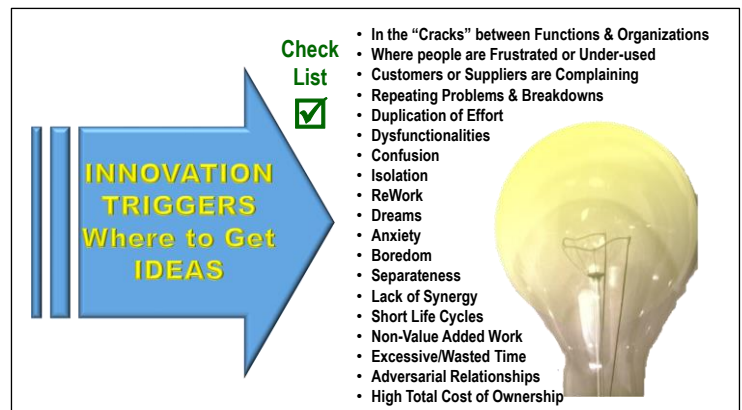 INNOVATION
TRIGGERS
Where to Get
IDEAS
Check
List
• In the “Cracks” between Functions & Organizations
• Where people are Frustrated or Under-used
• Customers or Suppliers are Complaining
• Repeating Problems & Breakdowns
• Duplication of Effort
• Dysfunctionalities
• Confusion
• Isolation
• ReWork
• Dreams
• Anxiety
• Boredom
• Separateness
• Lack of Synergy
• Short Life Cycles
• Non-Value Added Work
• Excessive/Wasted Time
• Adversarial Relationships
• High Total Cost of Ownership